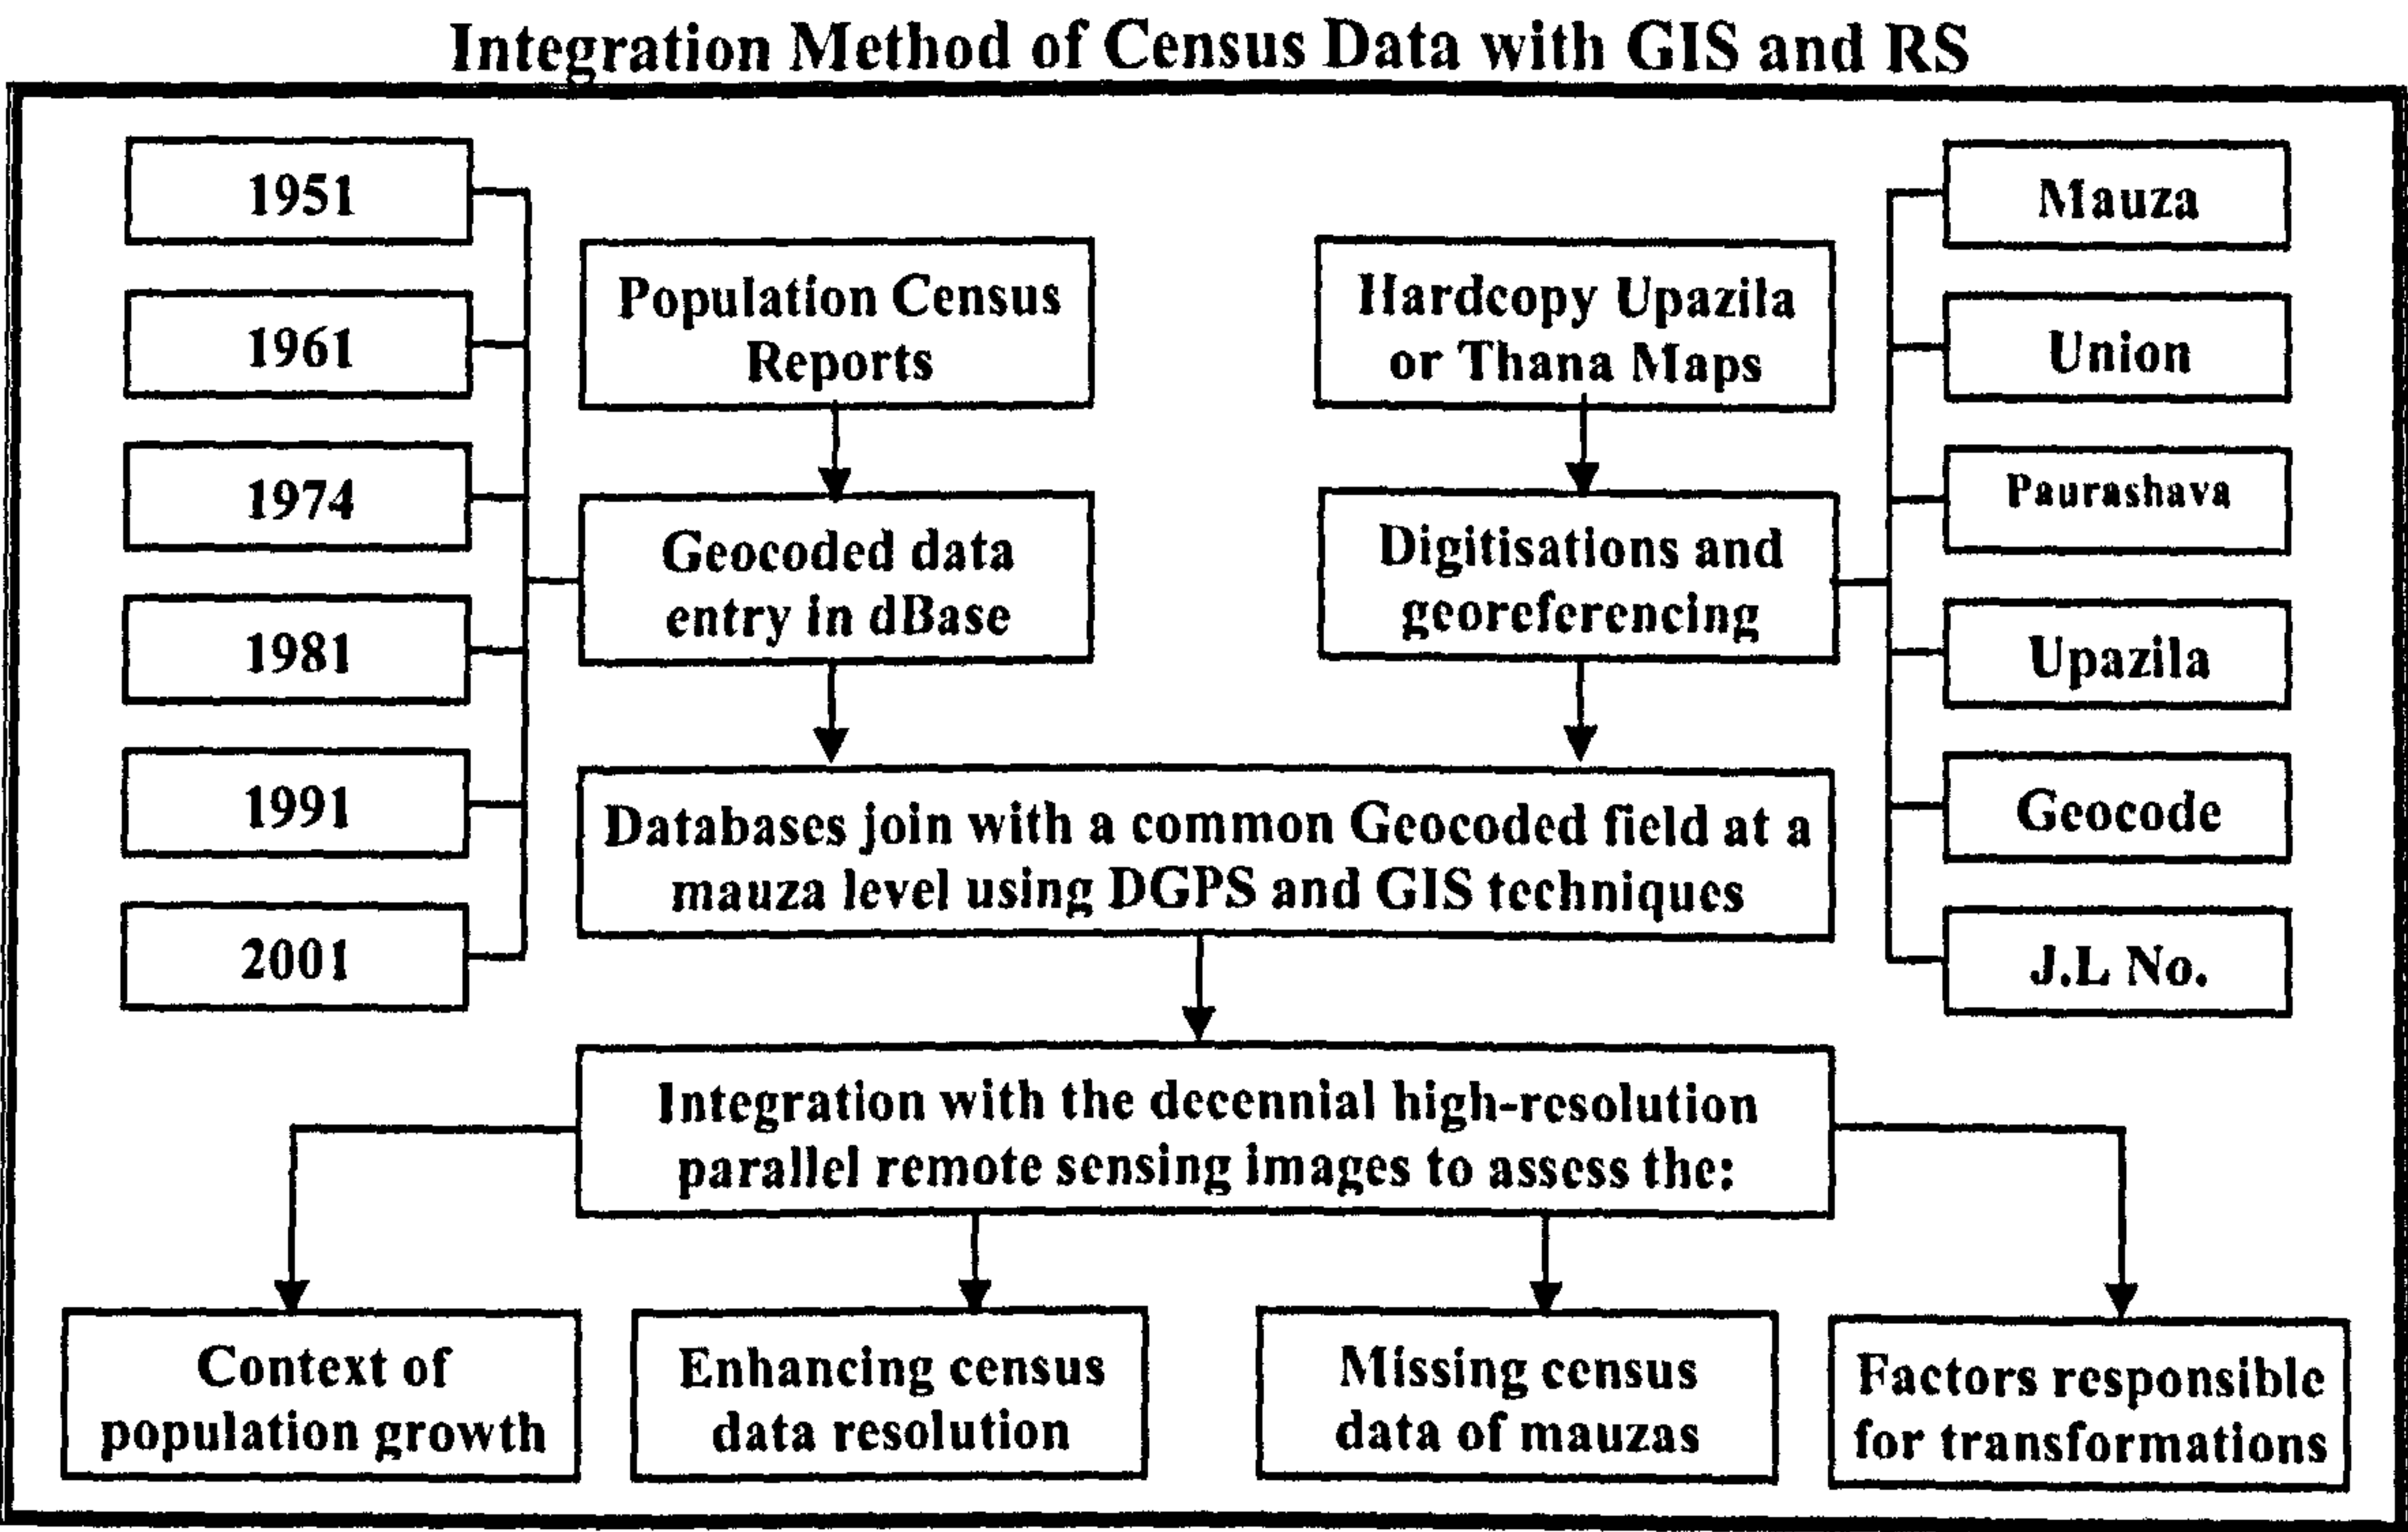 Integration Method of Census Data with GIS and RS
1951
1961
1974
1981
1991
2001
Population Census
Reports
Geocoded data
entry in dBase
Hardcopy Upazila
or Thana Maps
Digitisations and
georeferencing
Mauza
Union
Paurashava
Upazila
Geocode
J.L No.
Databases join with a common Geocoded field at a
mauza level using DGPS and GIS techniques
Integration with the decennial high-resolution
parallel remote sensing images to assess the:
Context of
population growth
Enhancing census
data resolution
Missing census
data of mauzas
Factors responsible
for transformations